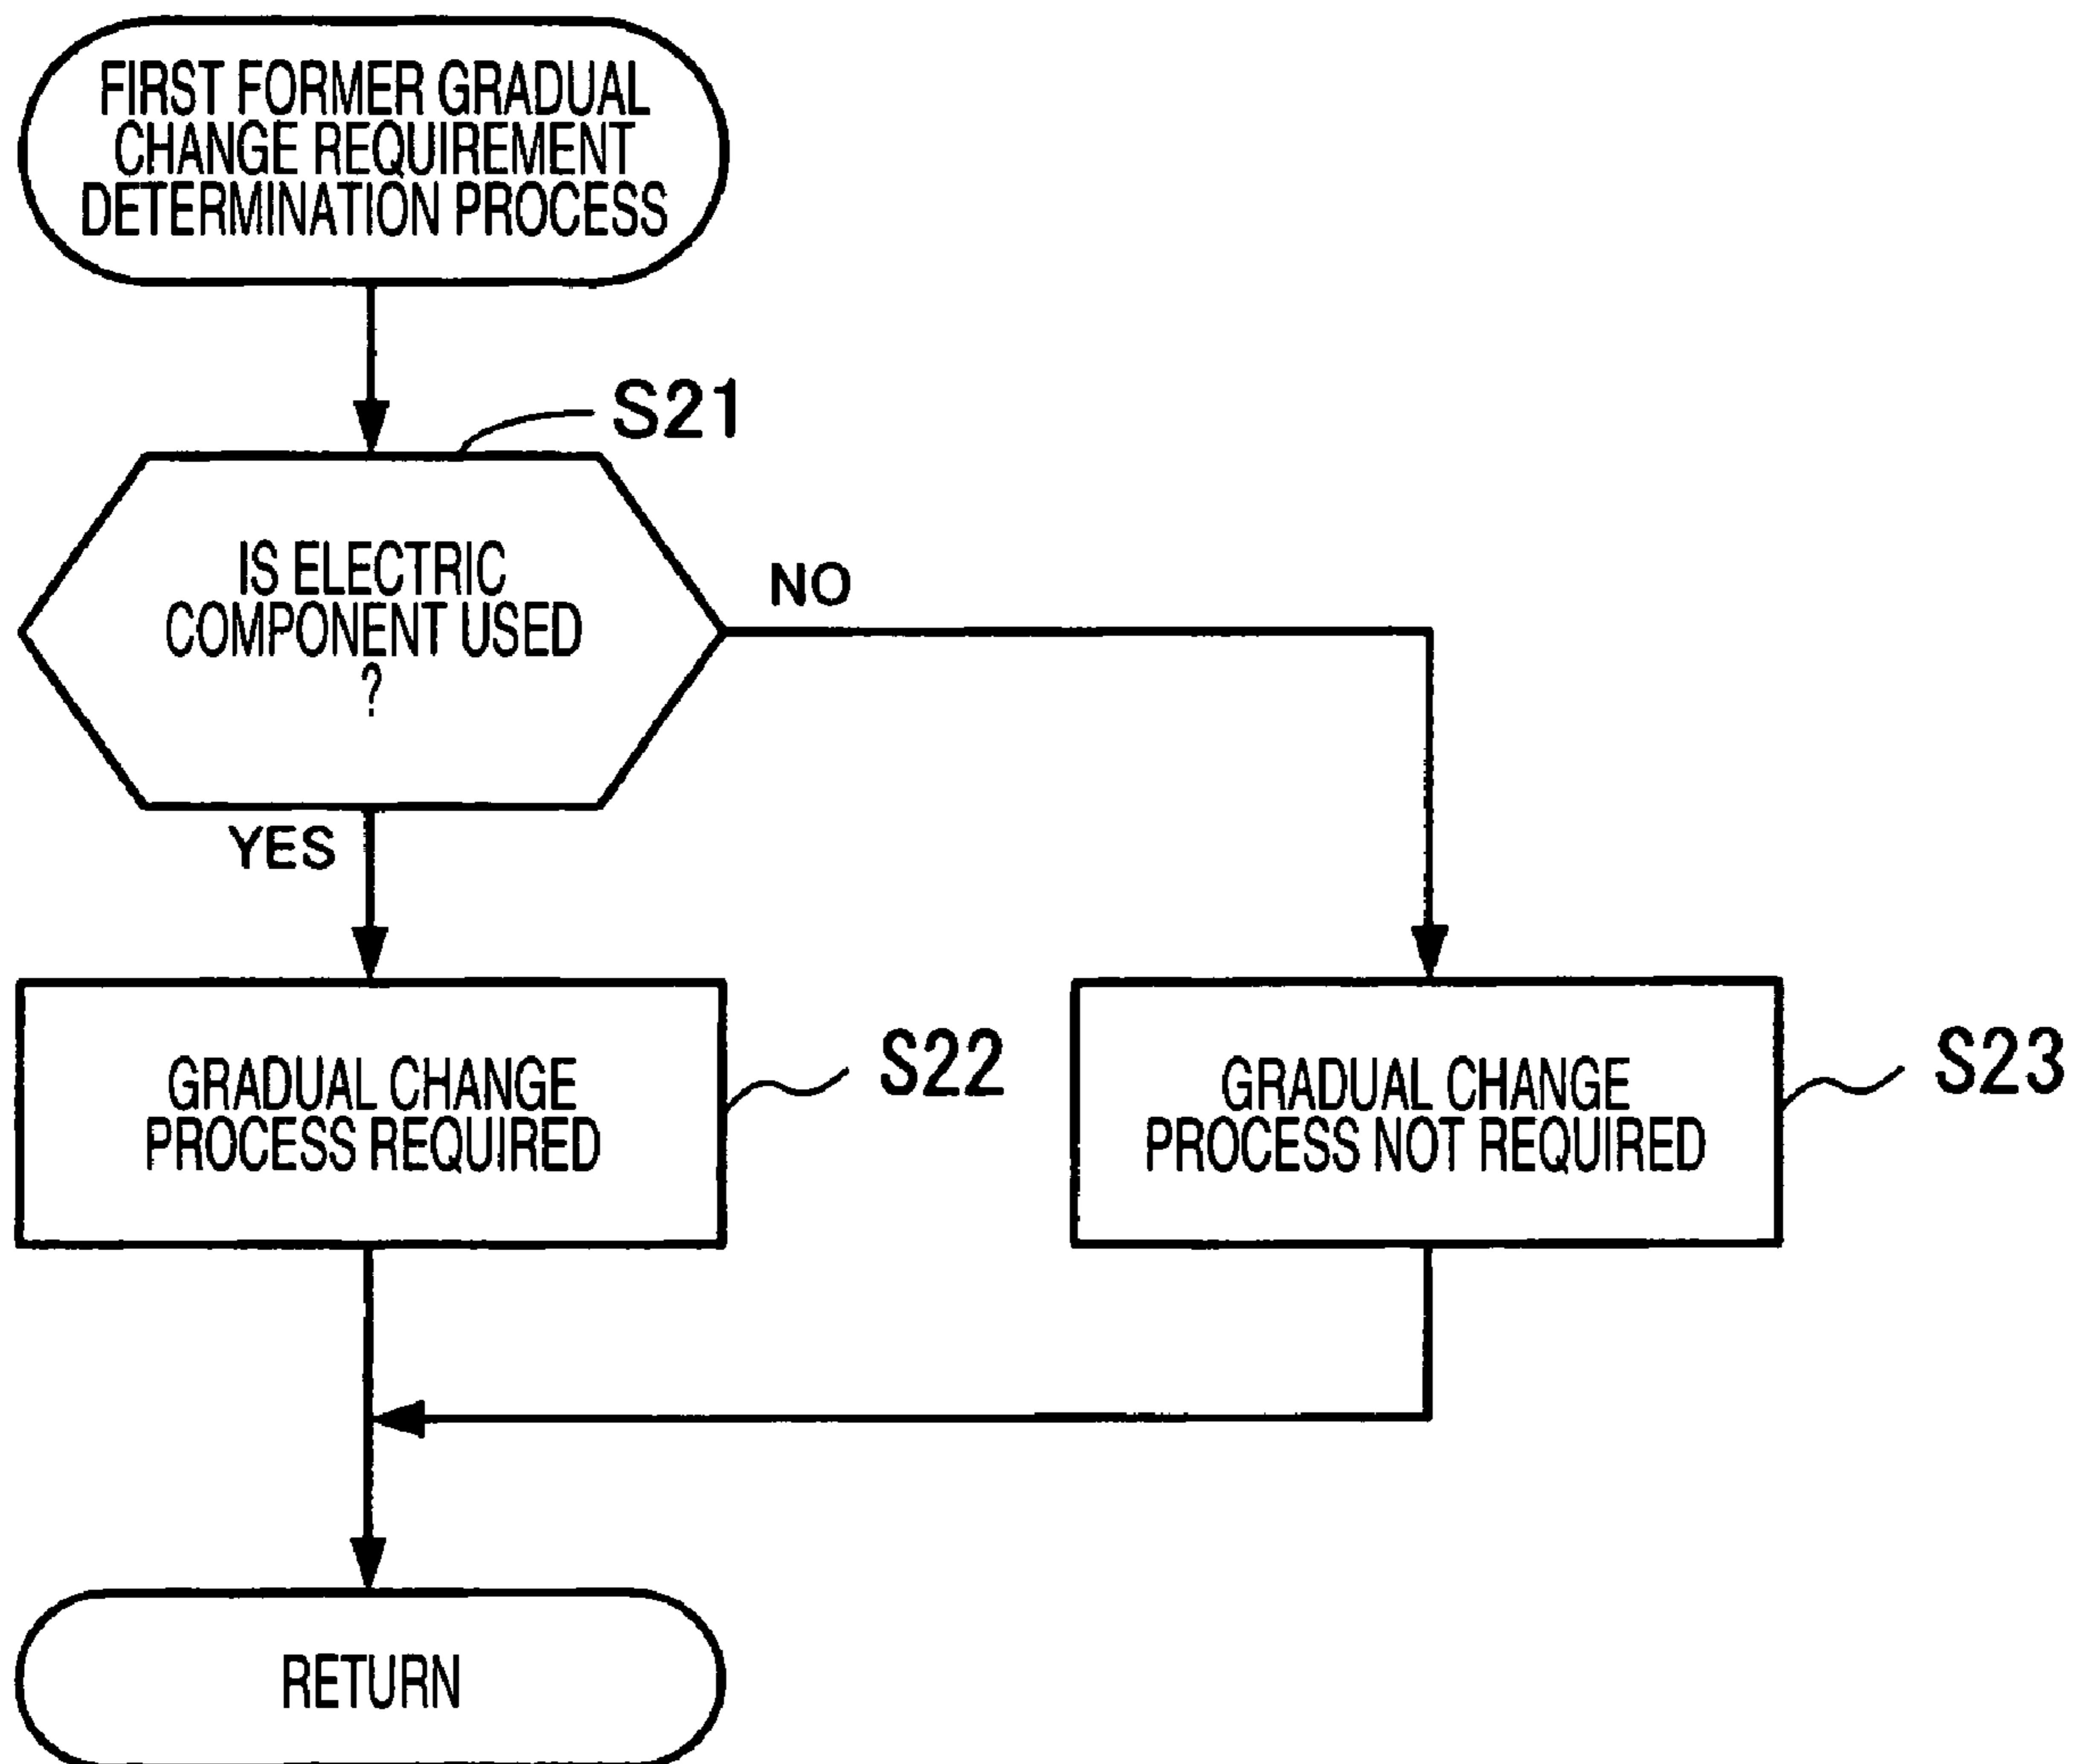 FIRST FORMER GRADUAL
CHANGE REQUIREMENT
DETERMINATION PROCESS
S21
IS ELECTRIC
COMPONENT USED
?
NO
YES
GRADUAL CHANGE
PROCESS REQUIRED
S22
GRADUAL CHANGE
PROCESS NOT REQUIRED
S23
RETURN